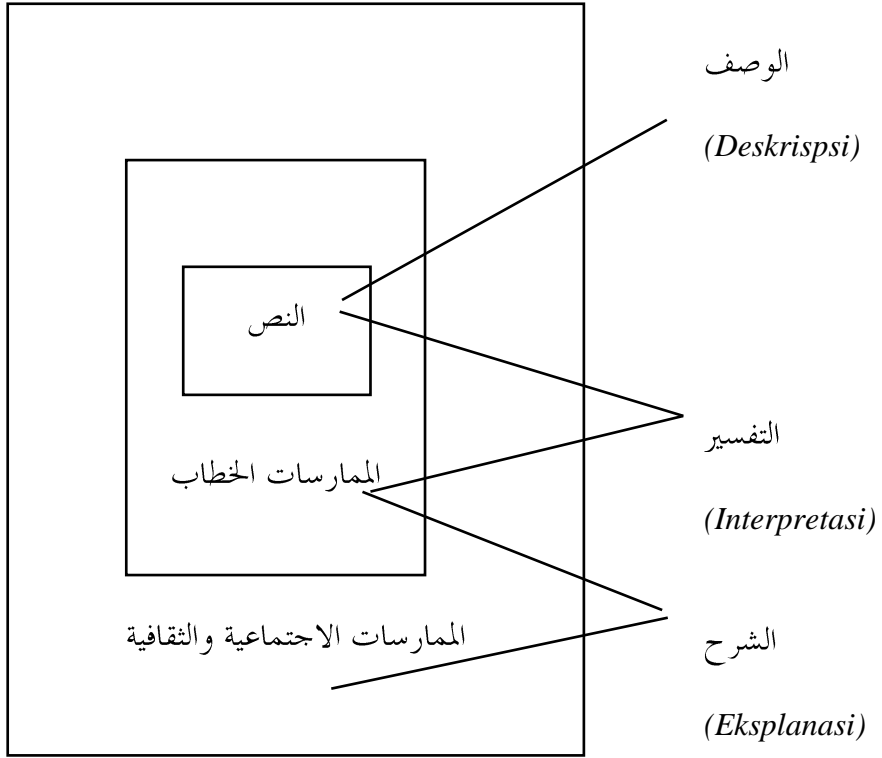 الوصف
(Deskrispsi)
النص
التفسير
الممارسات الخطاب
(Interpretasi)
الممارسات الاجتماعية والثقافية
الشرح
(Eksplanasi)